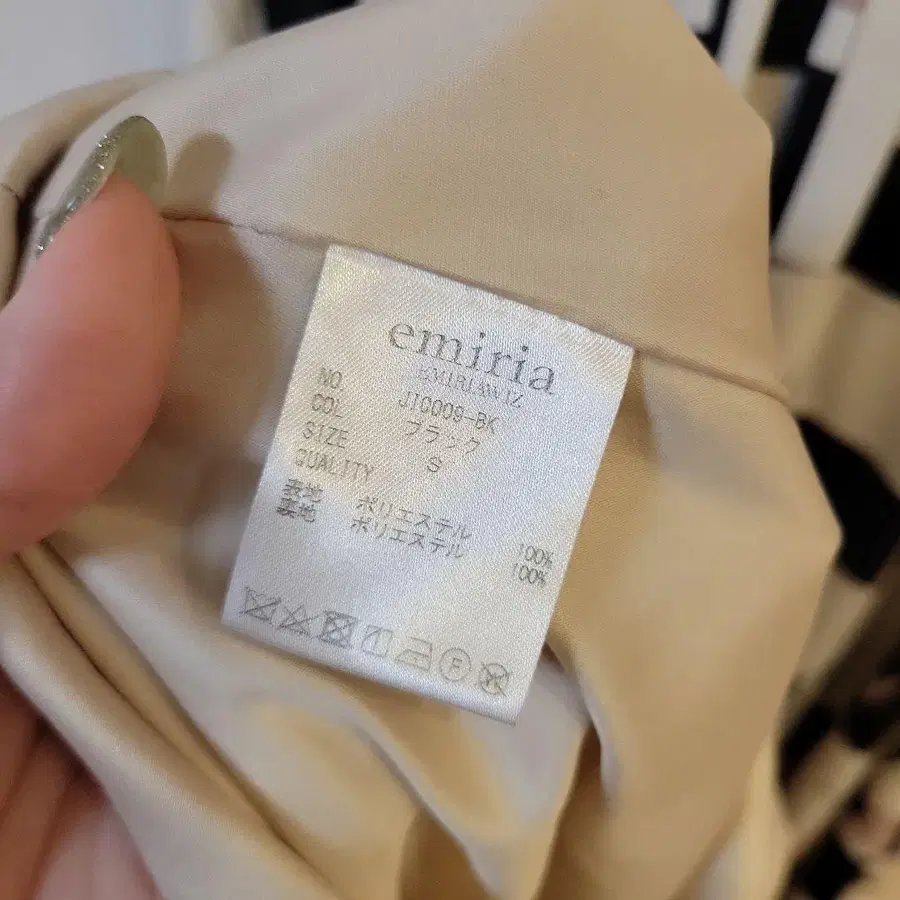 emiria
EMIRIAWIZ
NO. JI6009-BK
COL ブラック
SIZE S
QUALITY
表地 ポリエステル 100%
裏地 ポリエステル 100%
F